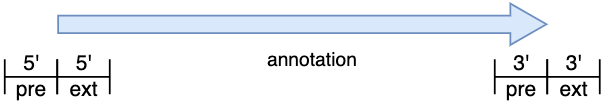 annotation
5' 5' 3' 3'
pre ext pre ext